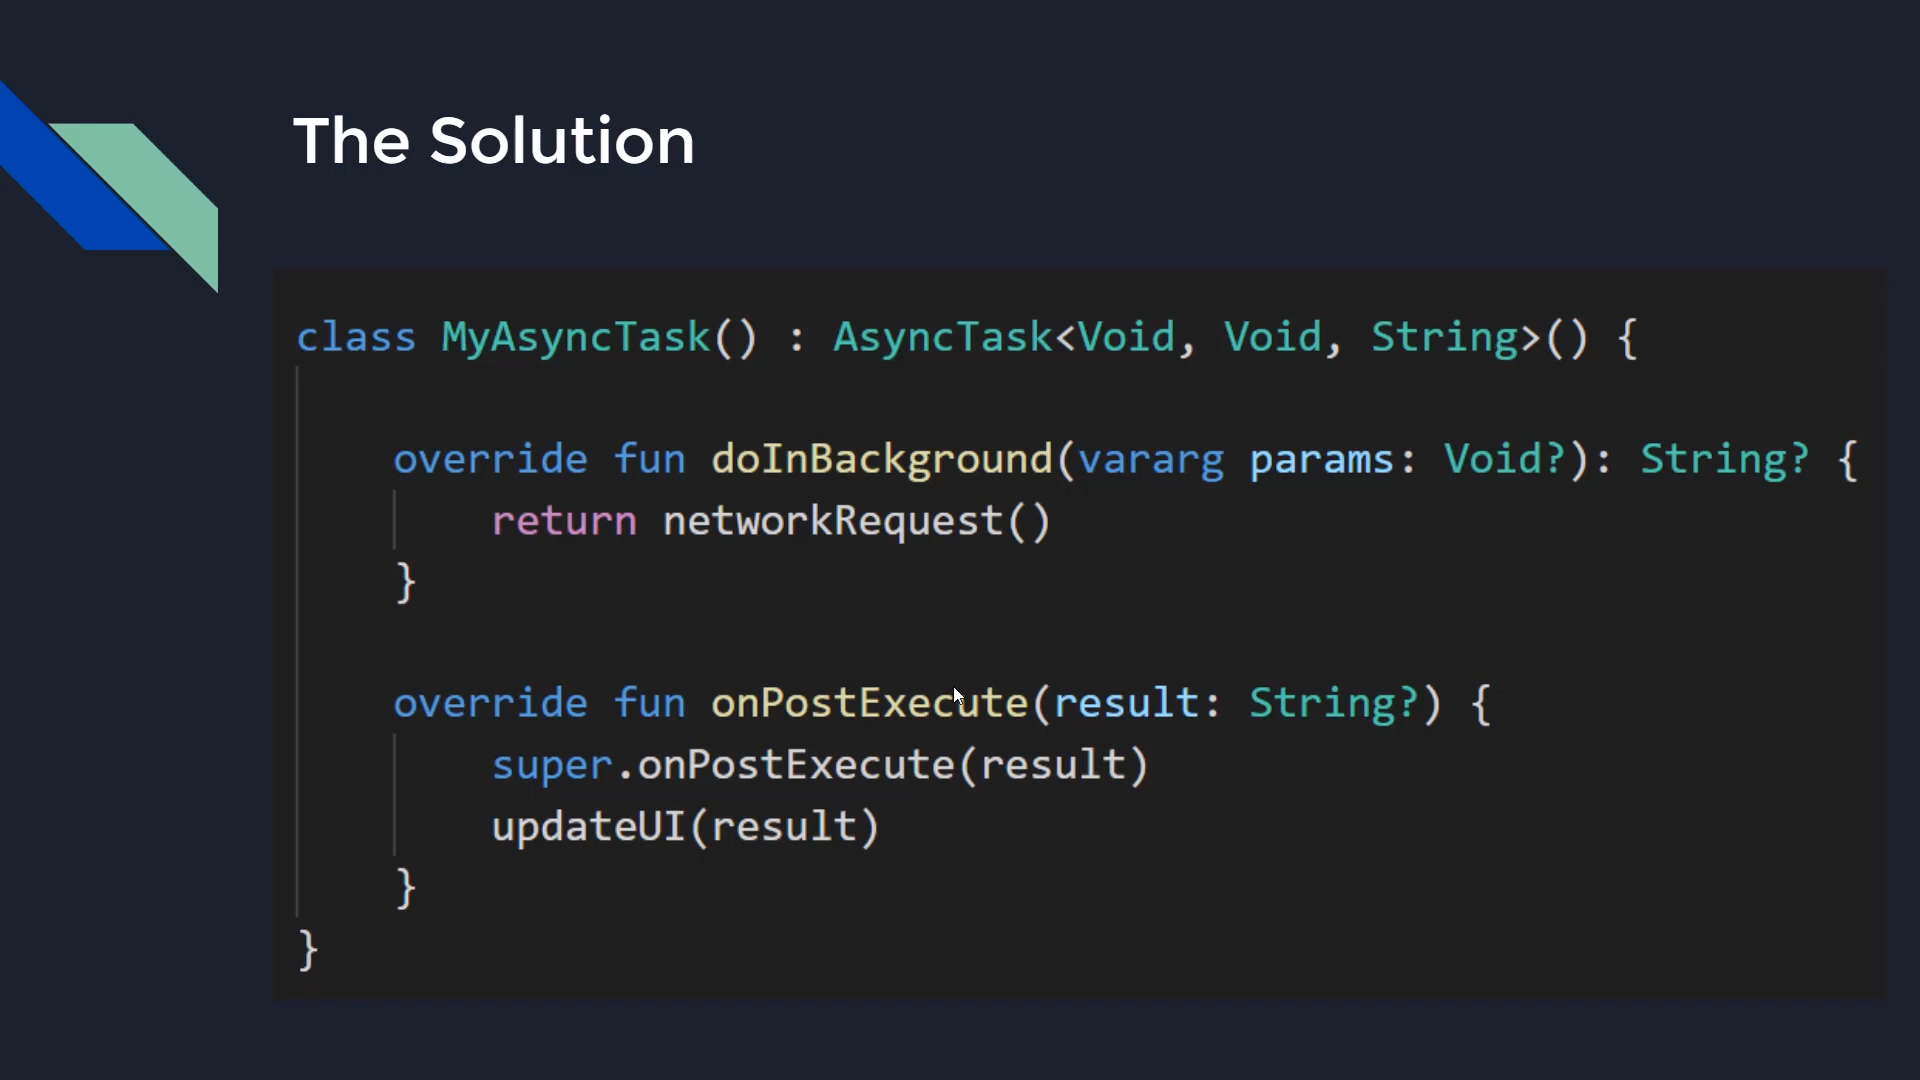 The Solution
class MyAsyncTask() : AsyncTask<Void, Void, String>() {
override fun doInBackground(vararg params: Void?): String? {
return networkRequest()
}
override fun onPostExecute(result: String?) {
super.onPostExecute(result)
updateUI(result)
}
}